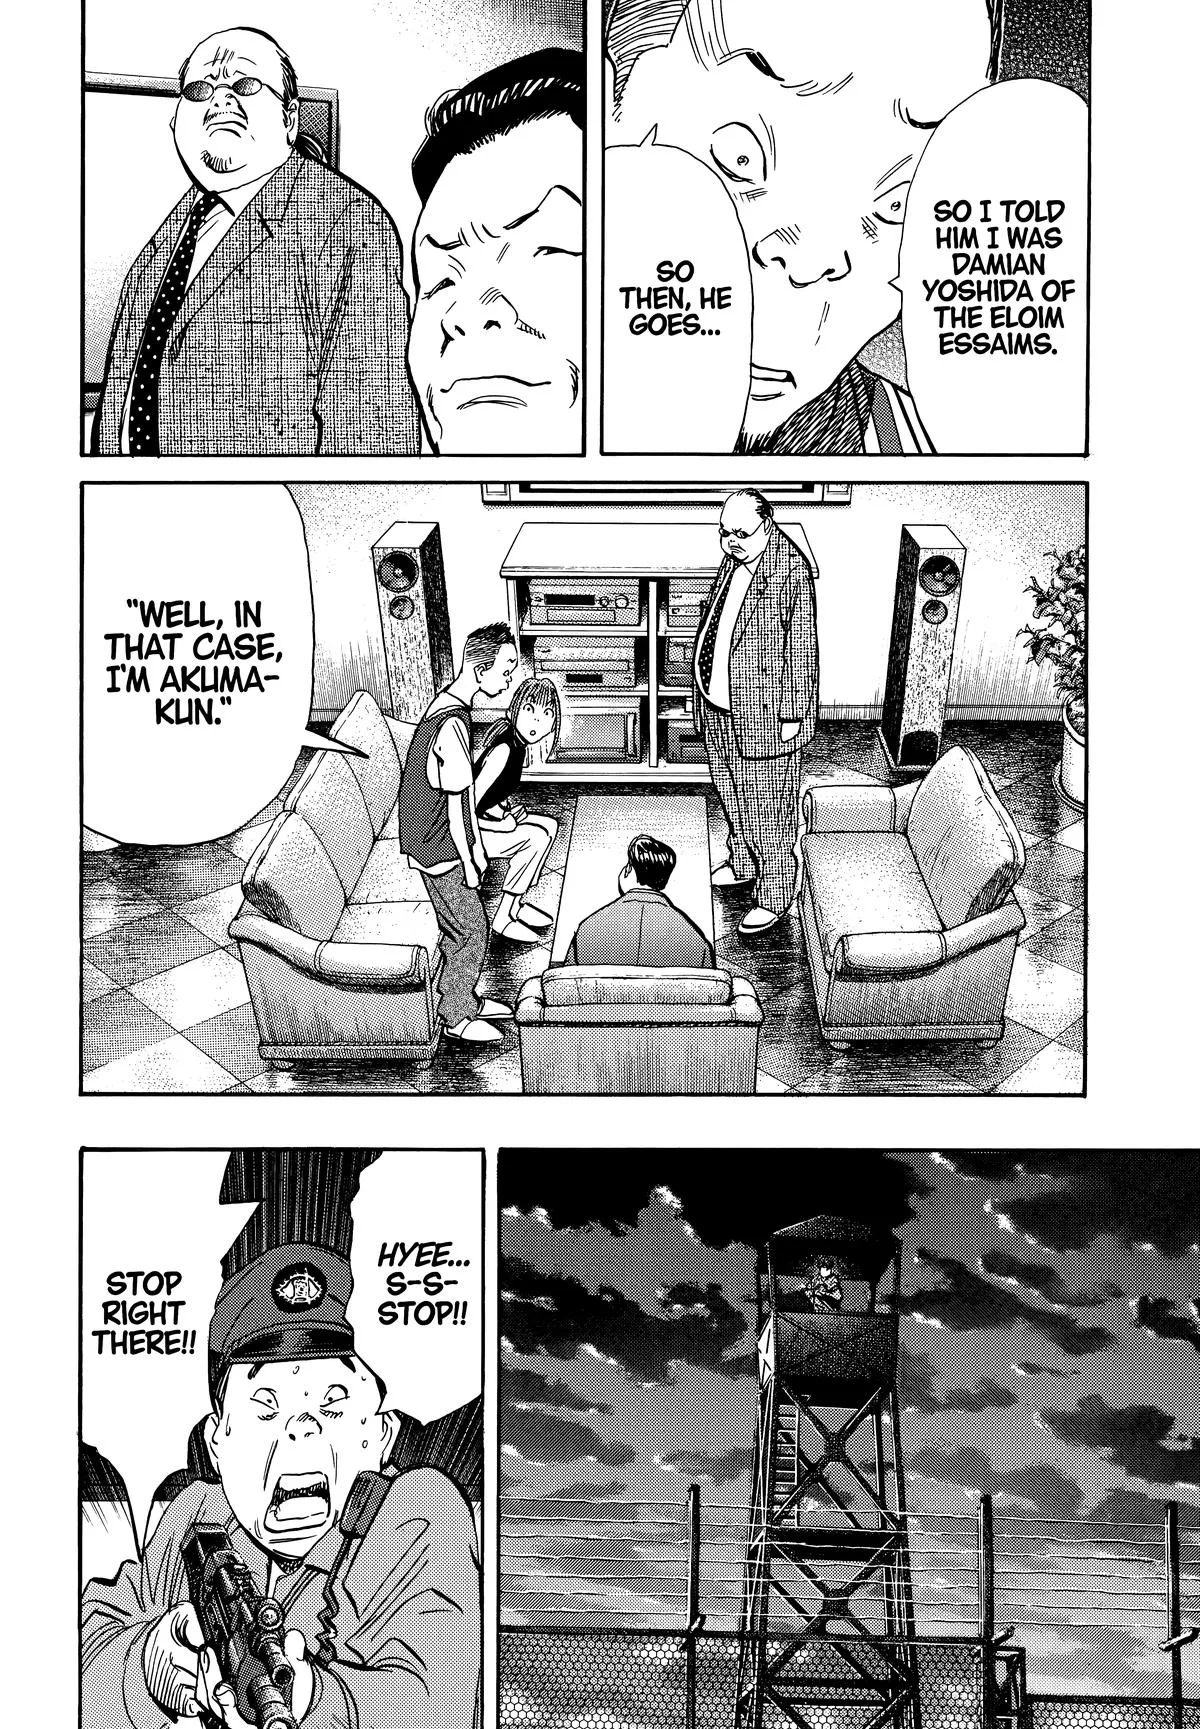 SO I TOLD
HIM I WAS
DAMIAN
YOSHIDA OF
THE ELOIM
ESSAIMS.
SO
THEN, HE
GOES...
"WELL, IN
THAT CASE,
I'M AKUMA-
KUN."
HYEE...
S-S-
STOP!!
STOP
RIGHT
THERE!!